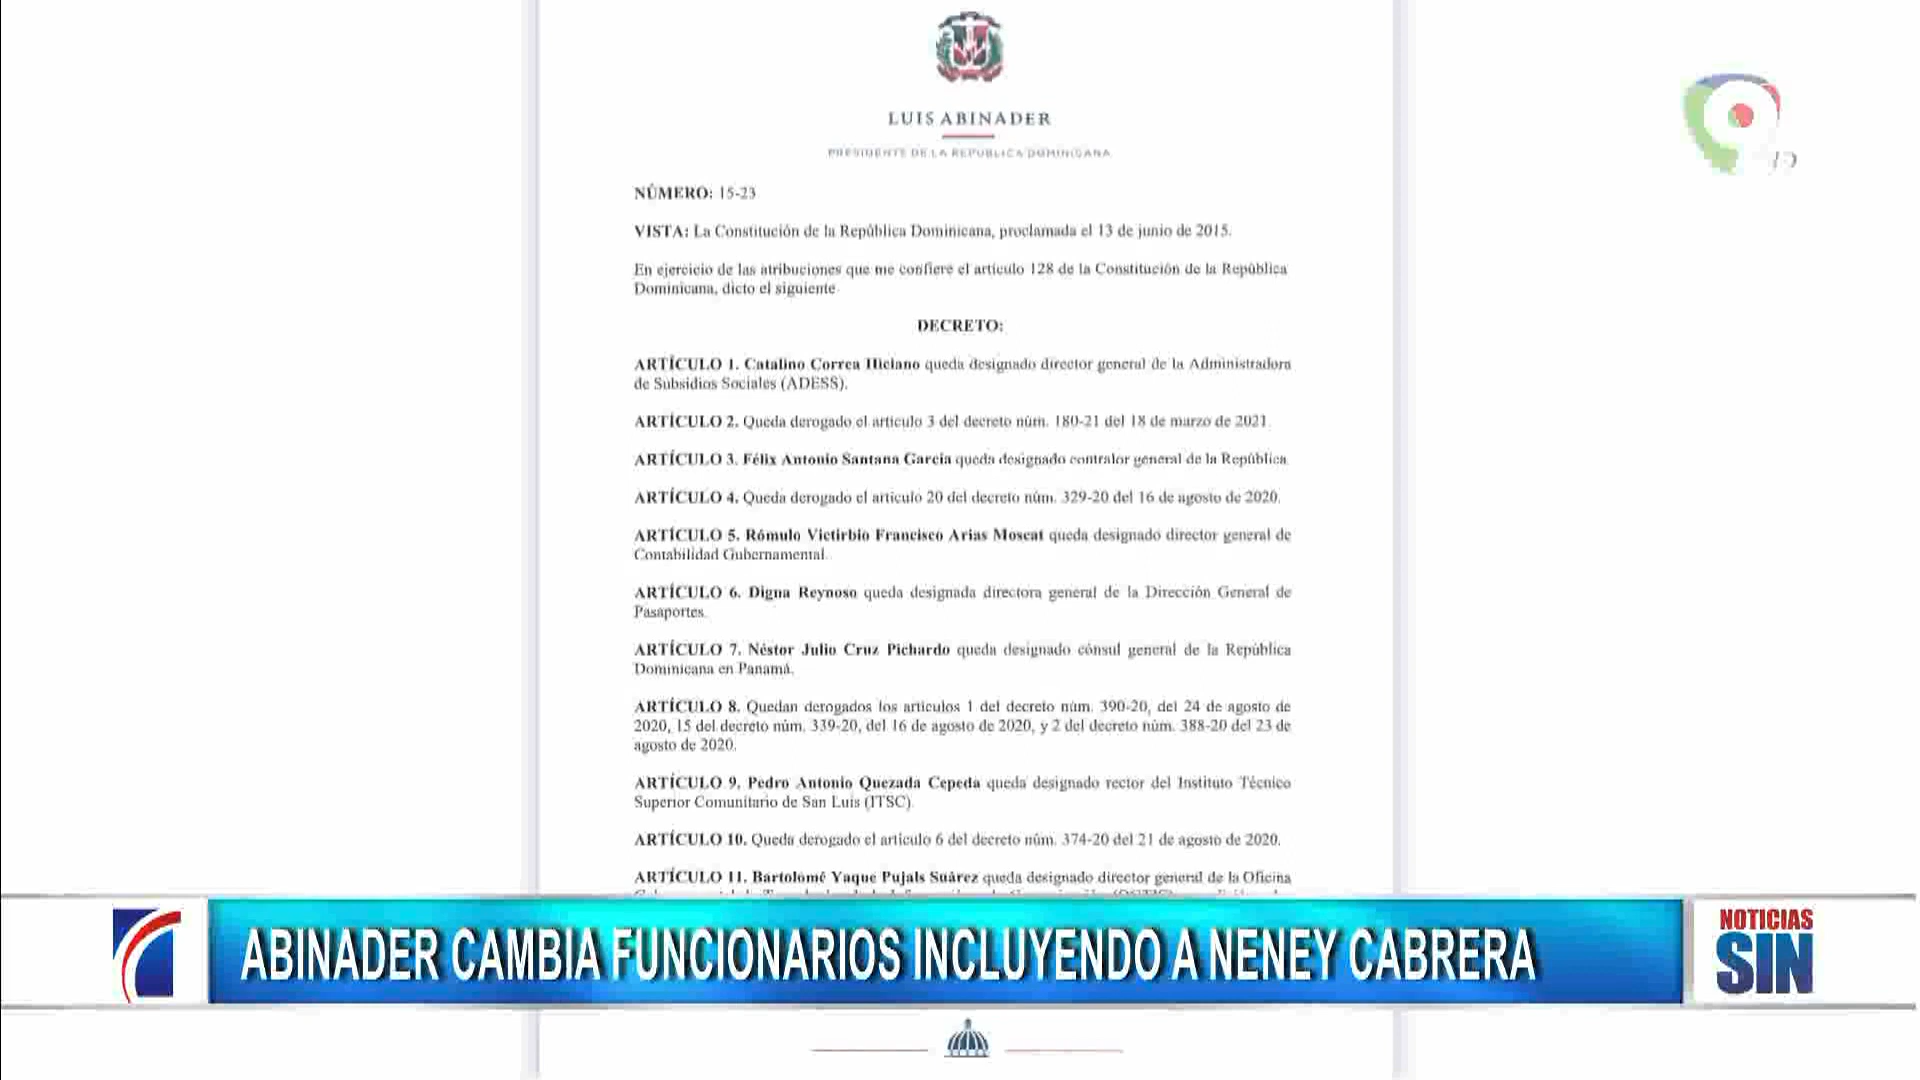 LUIS ABINADER
PRESIDENTE DE LA REPÚBLICA DOMINICANA
NÚMERO: 15-23
VISTA: La Constitución de la República Dominicana, proclamada el 13 de junio de 2015.
En ejercicio de las atribuciones que me confiere el artículo 128 de la Constitución de la República
Dominicana, dicto el siguiente
DECRETO:
ARTÍCULO 1. Catalino Correa Hiciano queda designado director general de la Administradora
de Subsidios Sociales (ADESS).
ARTÍCULO 2. Queda derogado el artículo 3 del decreto núm. 180-21 del 18 de marzo de 2021.
ARTÍCULO 3. Félix Antonio Santana García queda designado contralor general de la República.
ARTÍCULO 4. Queda derogado el artículo 20 del decreto núm. 329-20 del 16 de agosto de 2020.
ARTÍCULO 5. Rómulo Victirbio Francisco Arias Moscat queda designado director general de
Contabilidad Gubernamental.
ARTÍCULO 6. Digna Reynoso queda designada directora general de la Dirección General de
Pasaportes.
ARTÍCULO 7. Néstor Julio Cruz Pichardo queda designado cónsul general de la República
Dominicana en Panamá.
ARTÍCULO 8. Quedan derogados los artículos 1 del decreto núm. 390-20, del 24 de agosto de
2020, 15 del decreto núm. 339-20, del 16 de agosto de 2020, y 2 del decreto núm. 388-20 del 23 de
agosto de 2020.
ARTÍCULO 9. Pedro Antonio Quezada Cepeda queda designado rector del Instituto Técnico
Superior Comunitario de San Luis (ITSC).
ARTÍCULO 10. Queda derogado el artículo 6 del decreto núm. 374-20 del 21 de agosto de 2020.
ARTÍCULO 11. Bartolomé Yaque Pujals Suárez queda designado director general de la Oficina
ABINADER CAMBIA FUNCIONARIOS INCLUYENDO A NENEY CABRERA
NOTICIAS
SIN